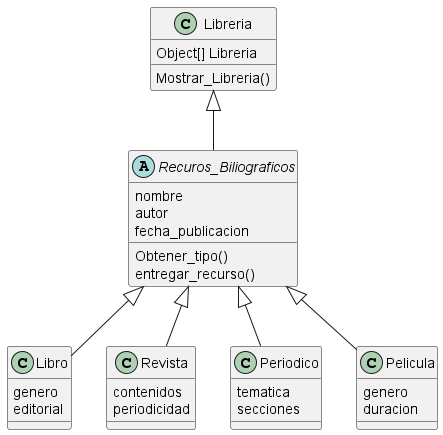 C Libreria
Object[] Libreria
Mostrar_Libreria()
A Recuros_Biliograficos
nombre
autor
fecha_publicacion
Obtener_tipo()
entregar_recurso()
C Libro
genero
editorial
C Revista
contenidos
periodicidad
C Periodico
tematica
secciones
C Pelicula
genero
duracion